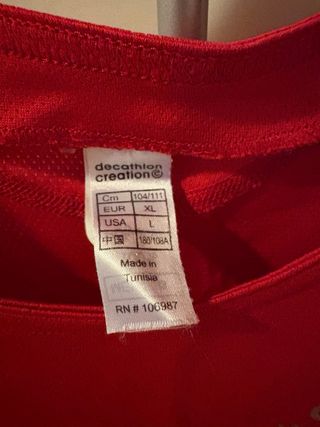 decathlon
creation©
Cm 104/111
EUR XL
USA L
中国 180/108A
Made in
Tunisia
RN # 106987